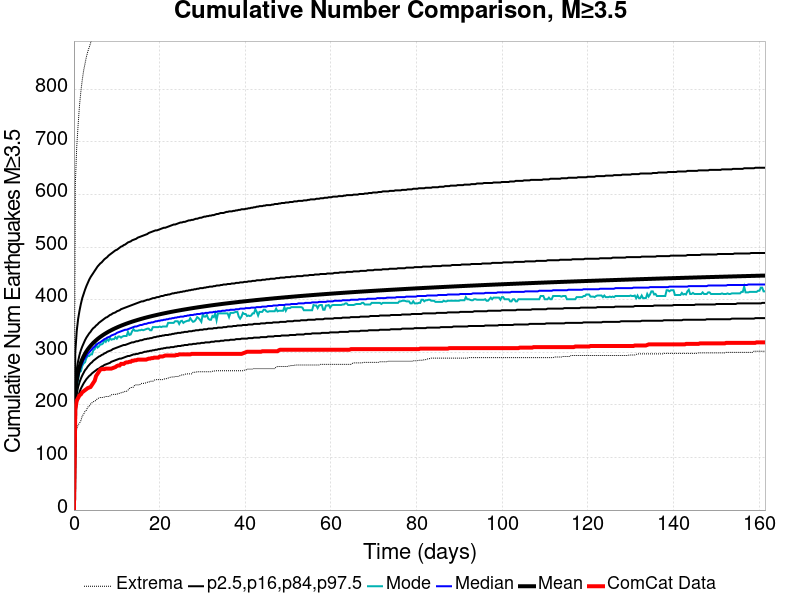 Cumulative Number Comparison, M≥3.5
Cumulative Num Earthquakes M≥3.5
800
700
600
500
400
300
200
100
0
0 20 40 60 80 100 120 140 160
Time (days)
Extrema p2.5,p16,p84,p97.5 Mode Median Mean ComCat Data